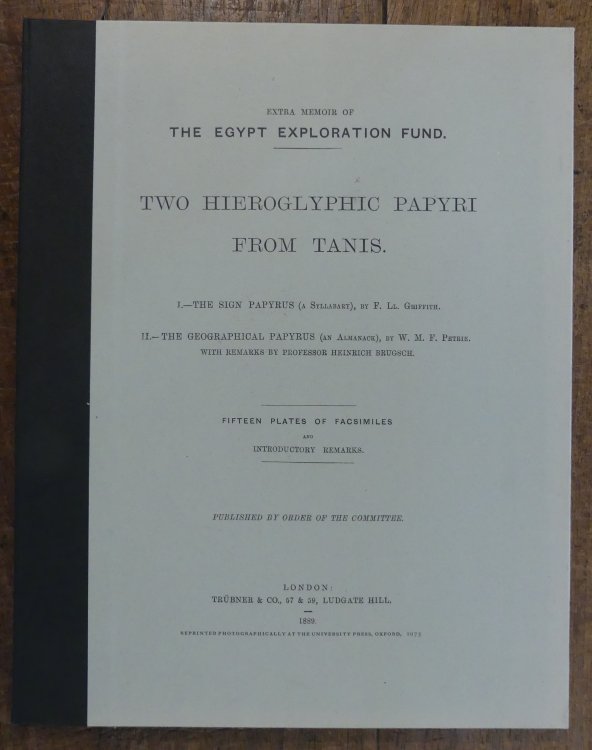 EXTRA MEMOIR OF
THE EGYPT EXPLORATION FUND.
TWO HIEROGLYPHIC PAPYRI
FROM TANIS.
I.—THE SIGN PAPYRUS (A SYLLABARY), BY F. LL. GRIFFITH.
II.—THE GEOGRAPHICAL PAPYRUS (AN ALMANACK), BY W. M. F. PETRIE.
WITH REMARKS BY PROFESSOR HEINRICH BRUGSCH.
FIFTEEN PLATES OF FACSIMILES
AND
INTRODUCTORY REMARKS.
PUBLISHED BY ORDER OF THE COMMITTEE.
LONDON:
TRÜBNER & CO., 57 & 59, LUDGATE HILL.
1889.
REPRINTED PHOTOGRAPHICALLY AT THE UNIVERSITY PRESS, OXFORD,